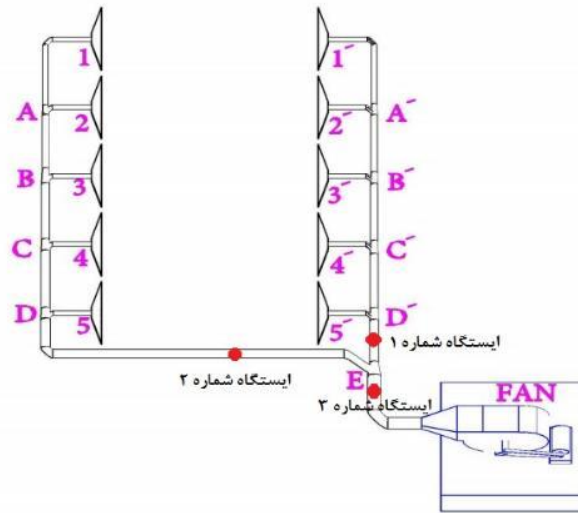 1 1´
A 2 2´ A´
B 3 3´ B´
C 4 4´ C´
D 5 5´ D´
ایستگاه شماره ۱
ایستگاه شماره ۲
E FAN
ایستگاه شماره ۳